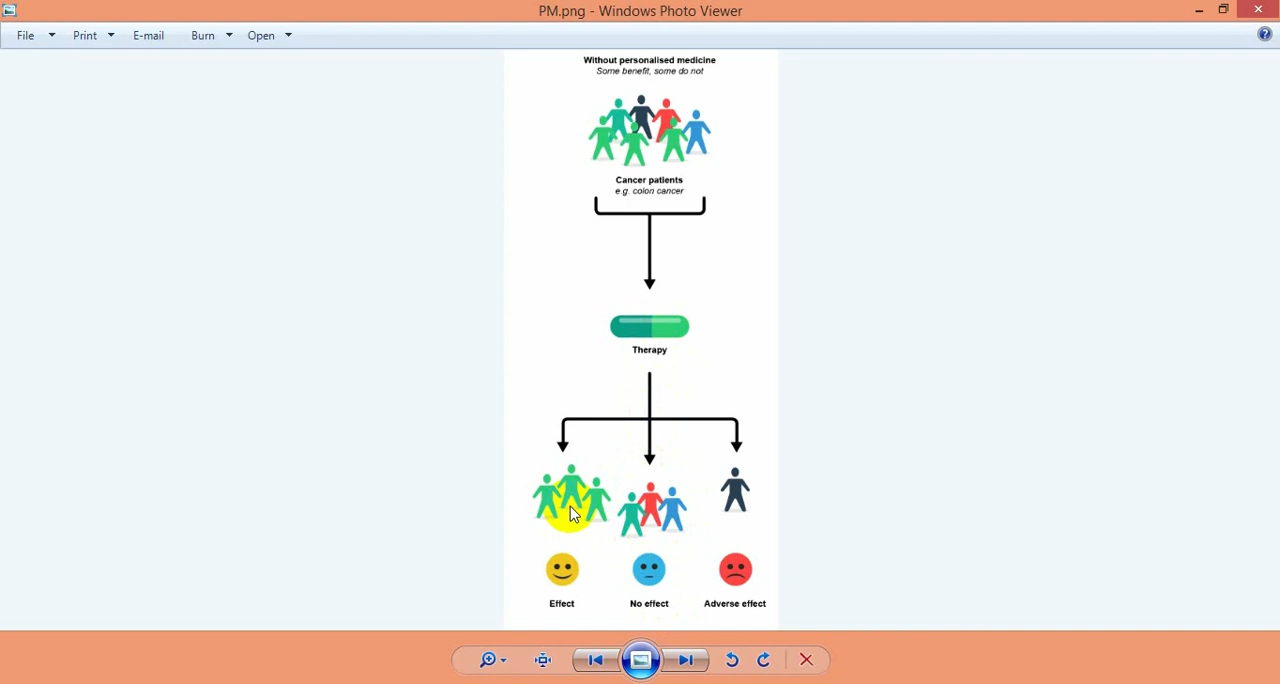 PM.png - Windows Photo Viewer
File Print E-mail Burn Open
Without personalised medicine
Some benefit, some do not
Cancer patients
e.g. colon cancer
Therapy
Effect No effect Adverse effect